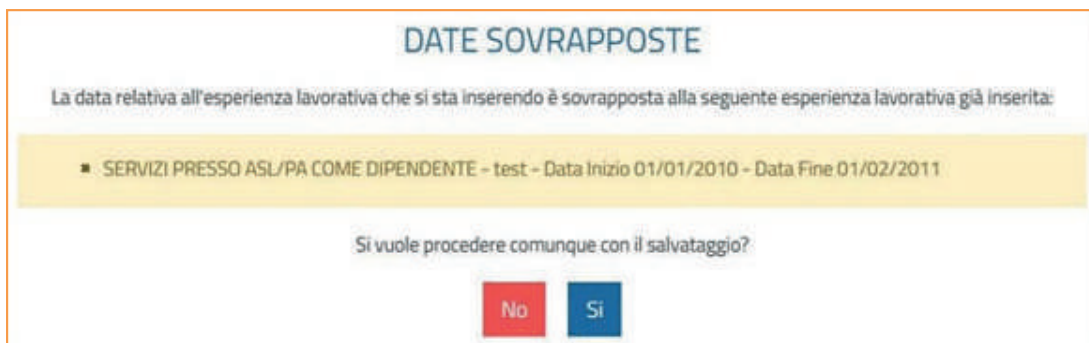 DATE SOVRAPPOSTE
La data relativa all'esperienza lavorativa che si sta inserendo è sovrapposta alla seguente esperienza lavorativa già inserita:
▪ SERVIZI PRESSO ASL/PA COME DIPENDENTE - test - Data Inizio 01/01/2010 - Data Fine 01/02/2011
Si vuole procedere comunque con il salvataggio?
No Si